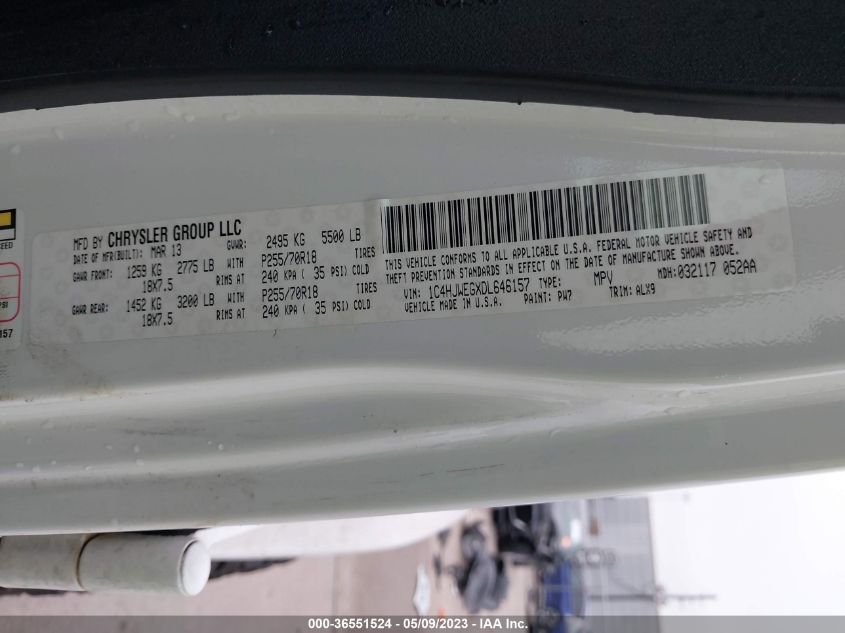 EED
PSI
157
MFD BY CHRYSLER GROUP LLC
DATE OF MFR(BUILT): MAR 13 GVWR: 2495 KG 5500 LB
GAWR FRONT: 1259 KG 2775 LB WITH P255/70R18 TIRES
18X7.5 RIMS AT 240 KPA ( 35 PSI) COLD
GAWR REAR: 1452 KG 3200 LB WITH P255/70R18 TIRES
18X7.5 RIMS AT 240 KPA ( 35 PSI) COLD
THIS VEHICLE CONFORMS TO ALL APPLICABLE U.S.A. FEDERAL MOTOR VEHICLE SAFETY AND
THEFT PREVENTION STANDARDS IN EFFECT ON THE DATE OF MANUFACTURE SHOWN ABOVE.
VIN: 1C4HJWEGXDL646157 TYPE: MPV MDH:032117 052AA
VEHICLE MADE IN U.S.A. PAINT: PW7 TRIM: ALX9
000-36551524 - 05/09/2023 - IAA Inc.